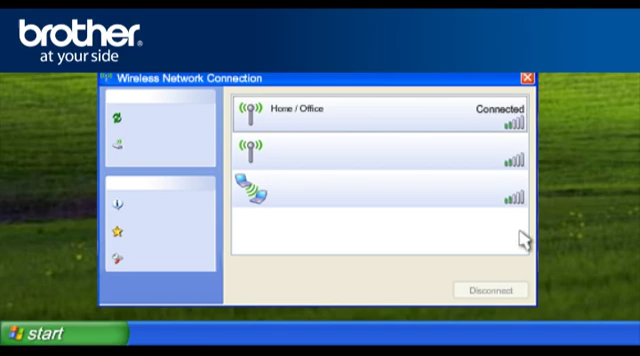 brother
at your side
Wireless Network Connection
Home / Office
Connected
Disconnect
start